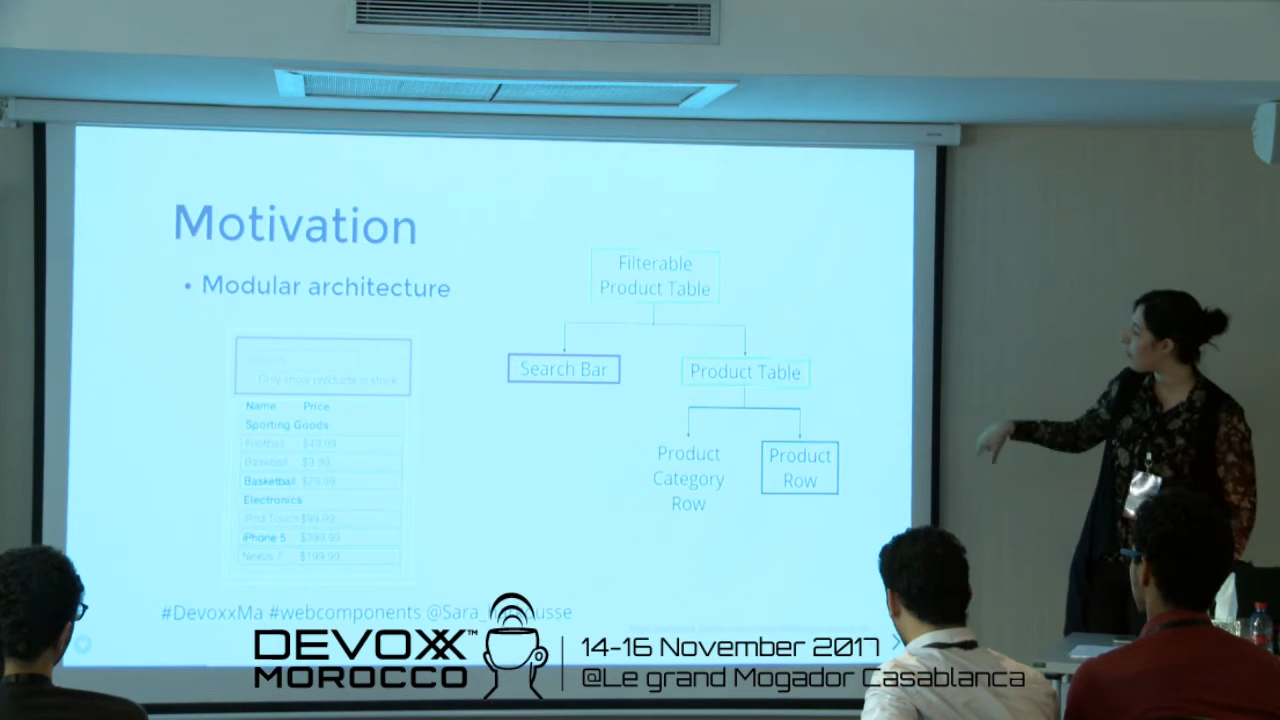 Motivation
• Modular architecture
Filterable
Product Table
Search Bar
Product Table
Product
Category
Row
Product
Row
Search
Only show products in stock
Name Price
Sporting Goods
Football $49.99
Baseball $9.99
Basketball $29.99
Electronics
iPod Touch $99.99
iPhone 5 $399.99
Nexus 7 $199.99
#DevoxxMa #webcomponents
DEVOXX™
MOROCCO
14-16 November 2017
@Le grand Mogador Casablanca